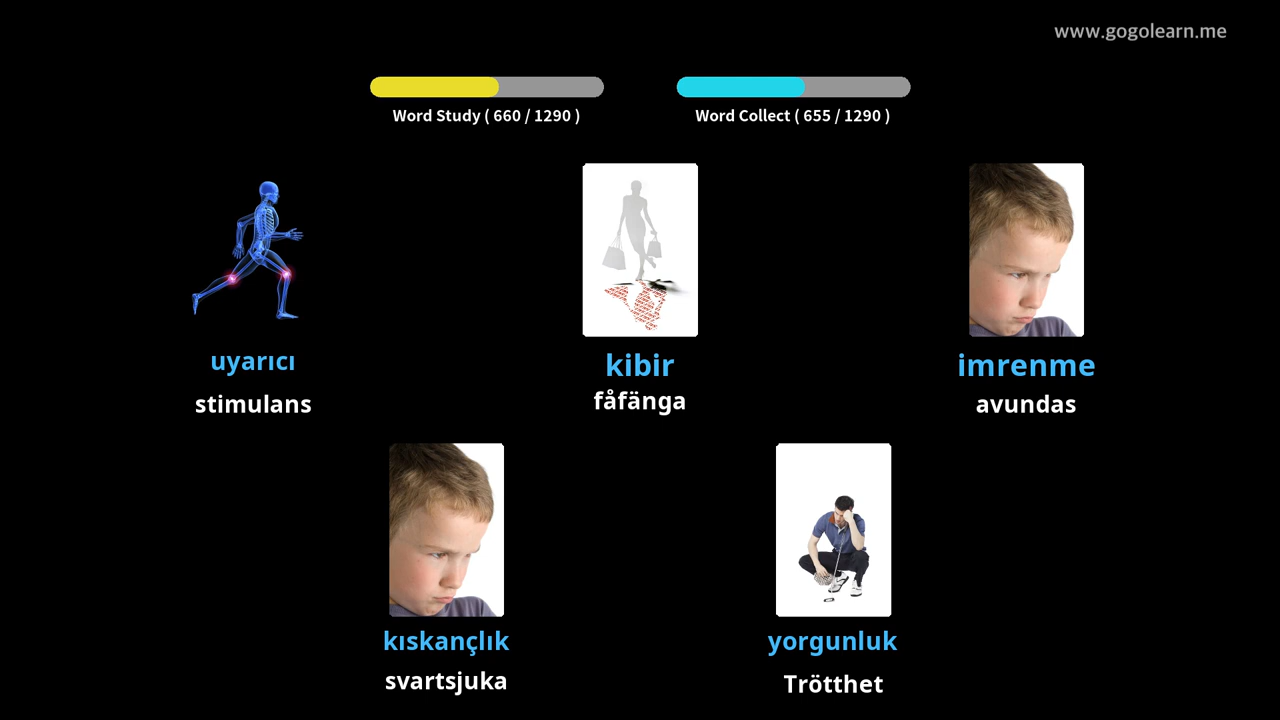 www.gogolearn.me
Word Study ( 660 / 1290 )
Word Collect ( 655 / 1290 )
uyarıcı
stimulans
kibir
fåfänga
imrenme
avundas
kıskançlık
svartsjuka
yorgunluk
Trötthet